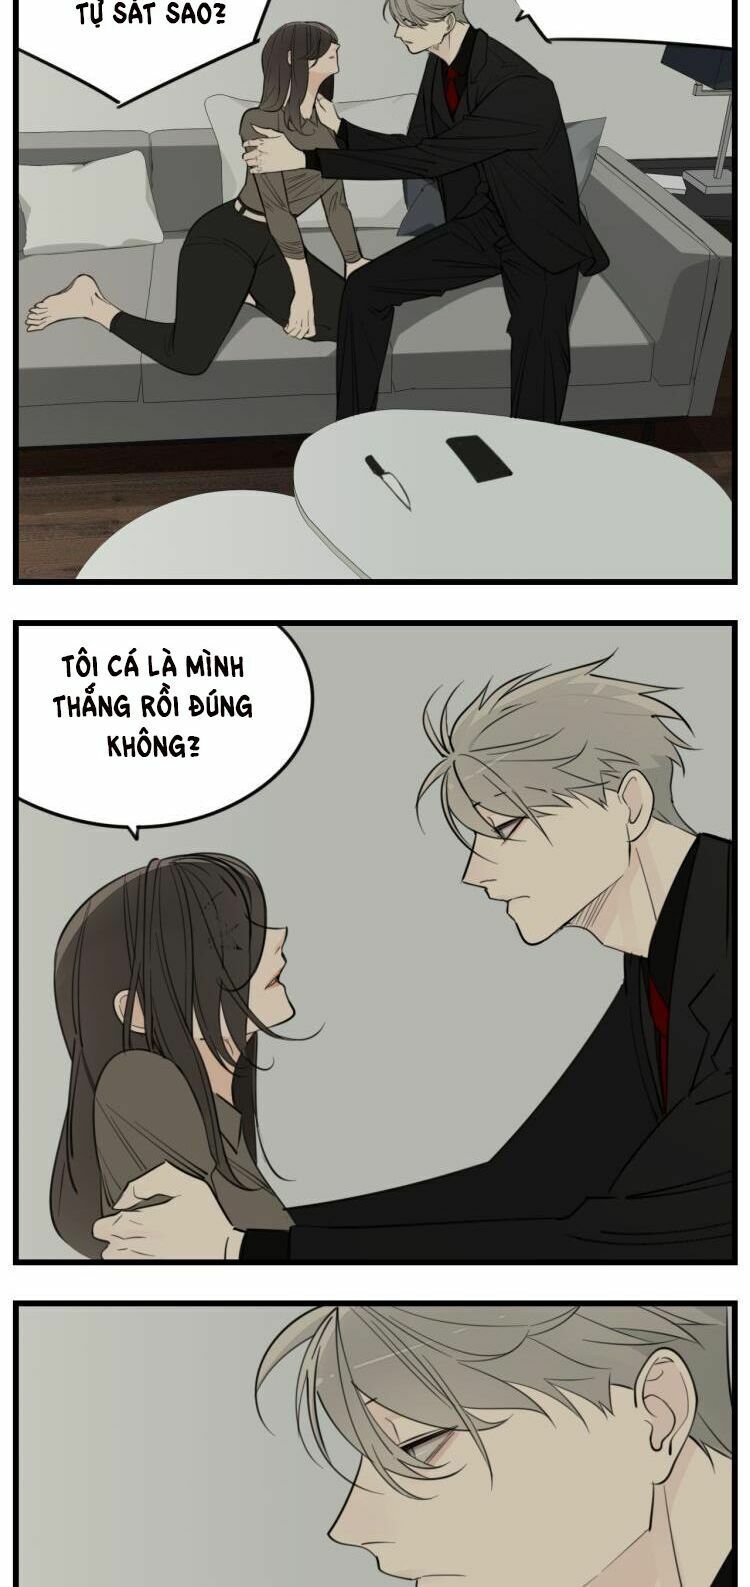 TỰ SÁT SAO?
TÔI CÁ LÀ MÌNH
THẮNG RỒI ĐÚNG
KHÔNG?